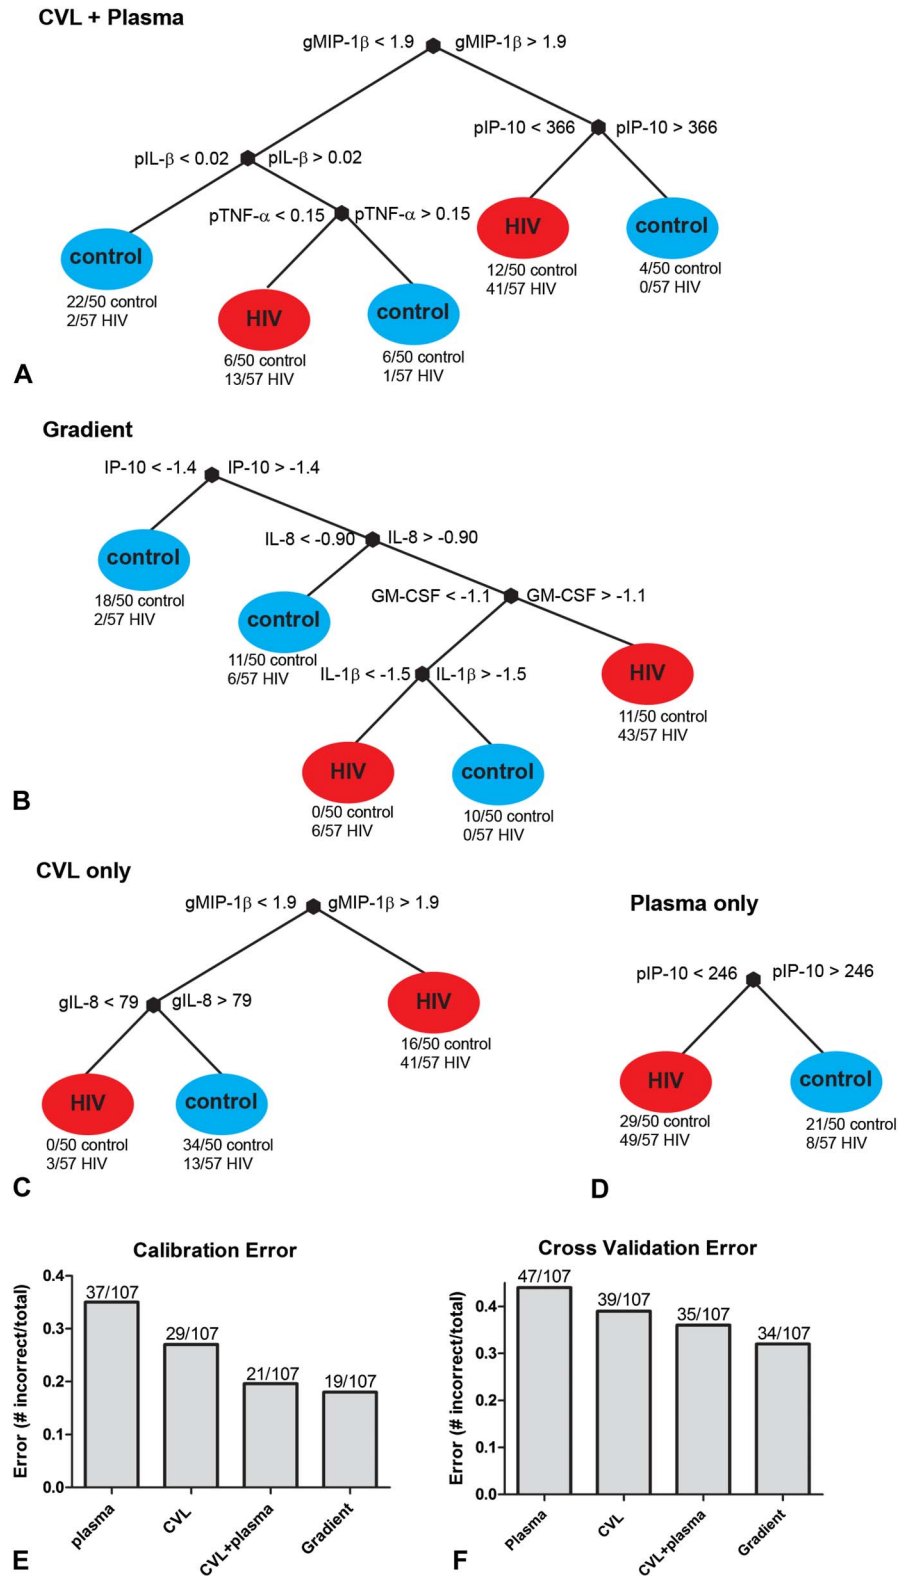 CVL + Plasma
gMIP-1β < 1.9 gMIP-1β > 1.9
pIP-10 < 366 pIP-10 > 366
pIL-β < 0.02 pIL-β > 0.02
pTNF-α < 0.15 pTNF-α > 0.15
HIV
12/50 control
41/57 HIV
control
4/50 control
0/57 HIV
control
22/50 control
2/57 HIV
HIV
6/50 control
13/57 HIV
control
6/50 control
1/57 HIV
A
Gradient
IP-10 < -1.4 IP-10 > -1.4
control
18/50 control
2/57 HIV
IL-8 < -0.90 IL-8 > -0.90
control
11/50 control
6/57 HIV
GM-CSF < -1.1 GM-CSF > -1.1
IL-1β < -1.5 IL-1β > -1.5
HIV
11/50 control
43/57 HIV
HIV
0/50 control
6/57 HIV
control
10/50 control
0/57 HIV
B
CVL only
gMIP-1β < 1.9 gMIP-1β > 1.9
HIV
16/50 control
41/57 HIV
gIL-8 < 79 gIL-8 > 79
HIV
0/50 control
3/57 HIV
control
34/50 control
13/57 HIV
C
Plasma only
pIP-10 < 246 pIP-10 > 246
HIV
29/50 control
49/57 HIV
control
21/50 control
8/57 HIV
D
Calibration Error
Error (# incorrect/total)
0.4
0.3
0.2
0.1
0.0
37/107
29/107
21/107
19/107
plasma
CVL
CVL+plasma
Gradient
E
Cross Validation Error
Error (# incorrect/total)
0.4
0.3
0.2
0.1
0.0
47/107
39/107
35/107
34/107
Plasma
CVL
CVL+plasma
Gradient
F